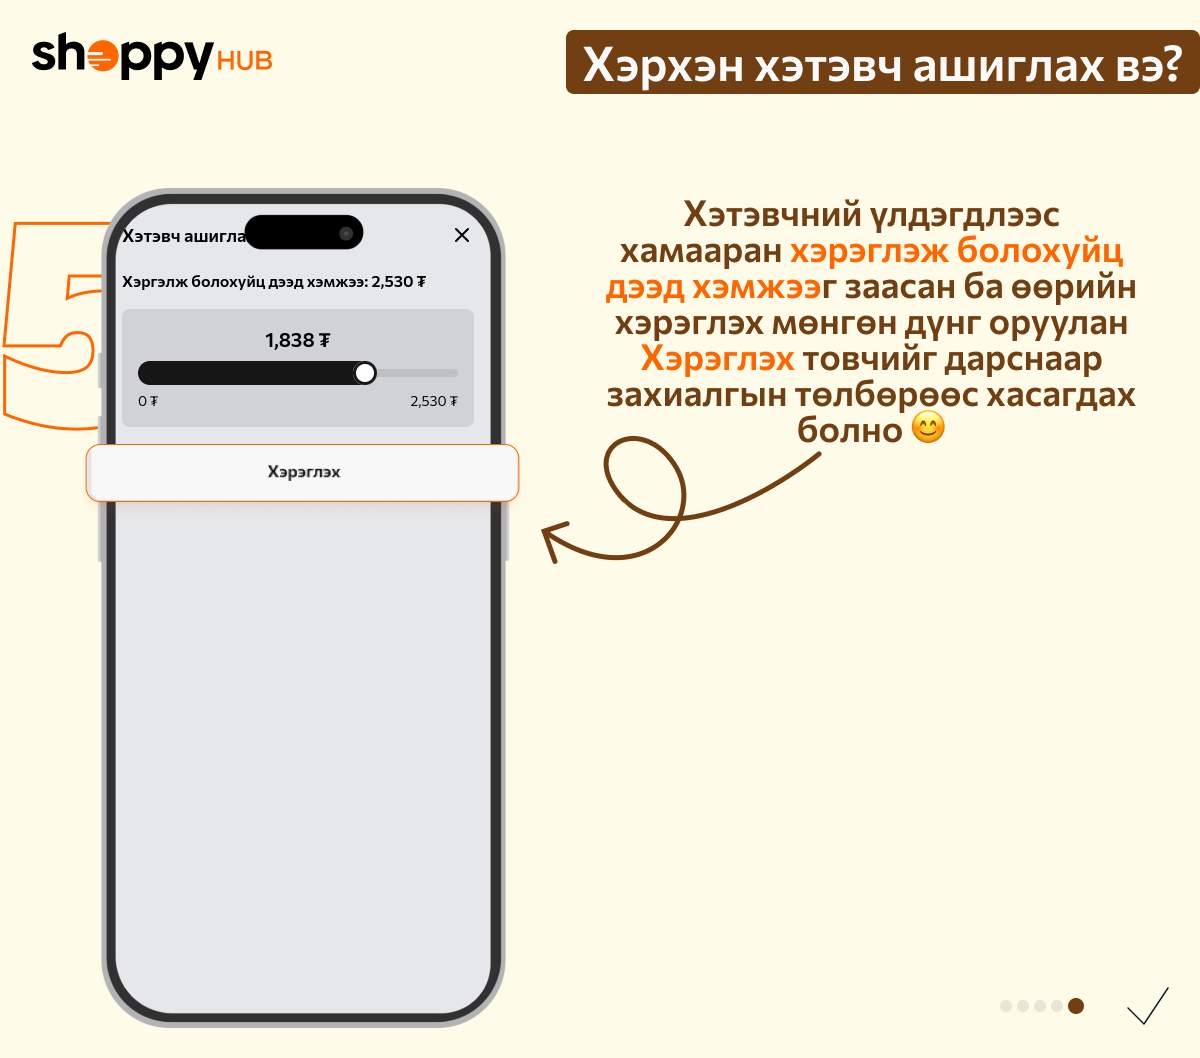 shoppy HUB
Хэрхэн хэтэвч ашиглах вэ?
5
Хэтэвч ашигла
Хэргэлж болохуйц дээд хэмжээ: 2,530 ₮
1,838 ₮
0 ₮ 2,530 ₮
Хэрэглэх
Хэтэвчний үлдэгдлээс
хамааран хэрэглэж болохуйц
дээд хэмжээг заасан ба өөрийн
хэрэглэх мөнгөн дүнг оруулан
Хэрэглэх товчийг дарснаар
захиалгын төлбөрөөс хасагдах
болно 😊